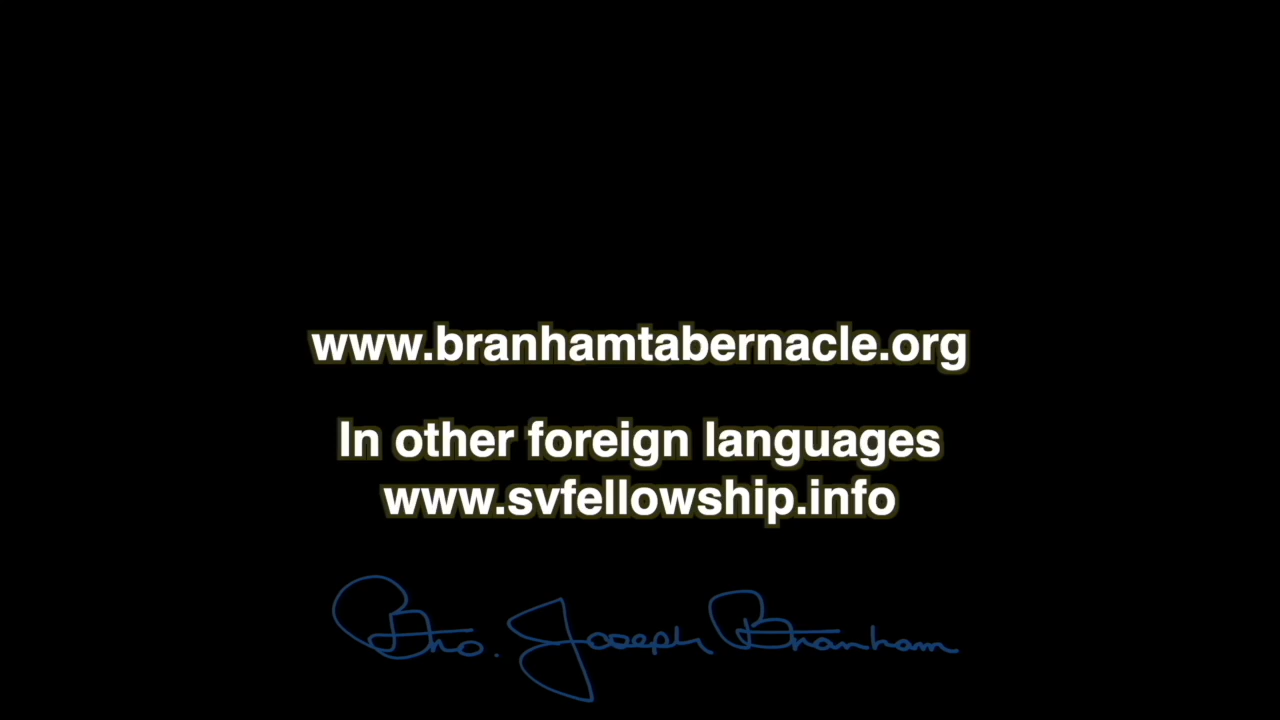 www.branhamtabernacle.org
In other foreign languages
www.svfellowship.info
Bro. Joseph Branham